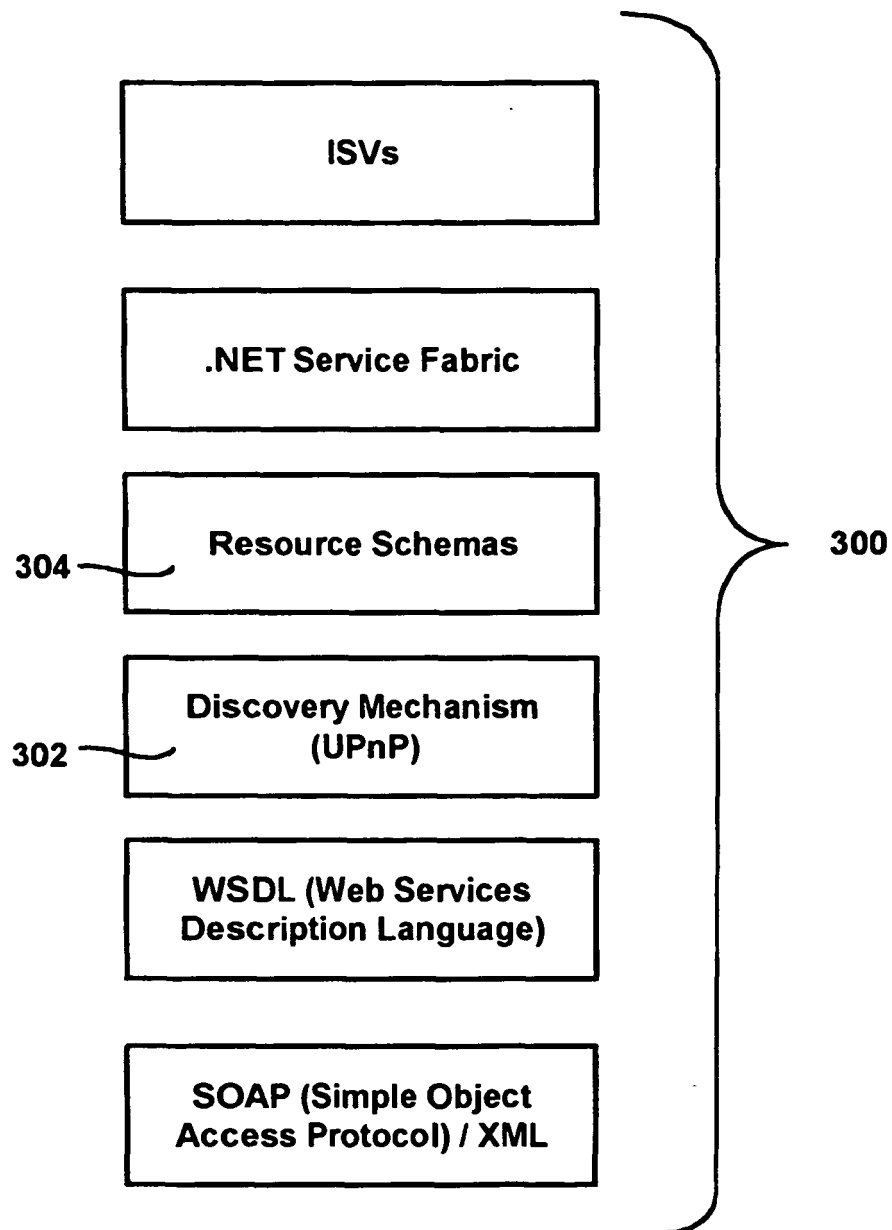 ISVs
.NET Service Fabric
Resource Schemas
304
300
Discovery Mechanism
(UPnP)
302
WSDL (Web Services
Description Language)
SOAP (Simple Object
Access Protocol) / XML